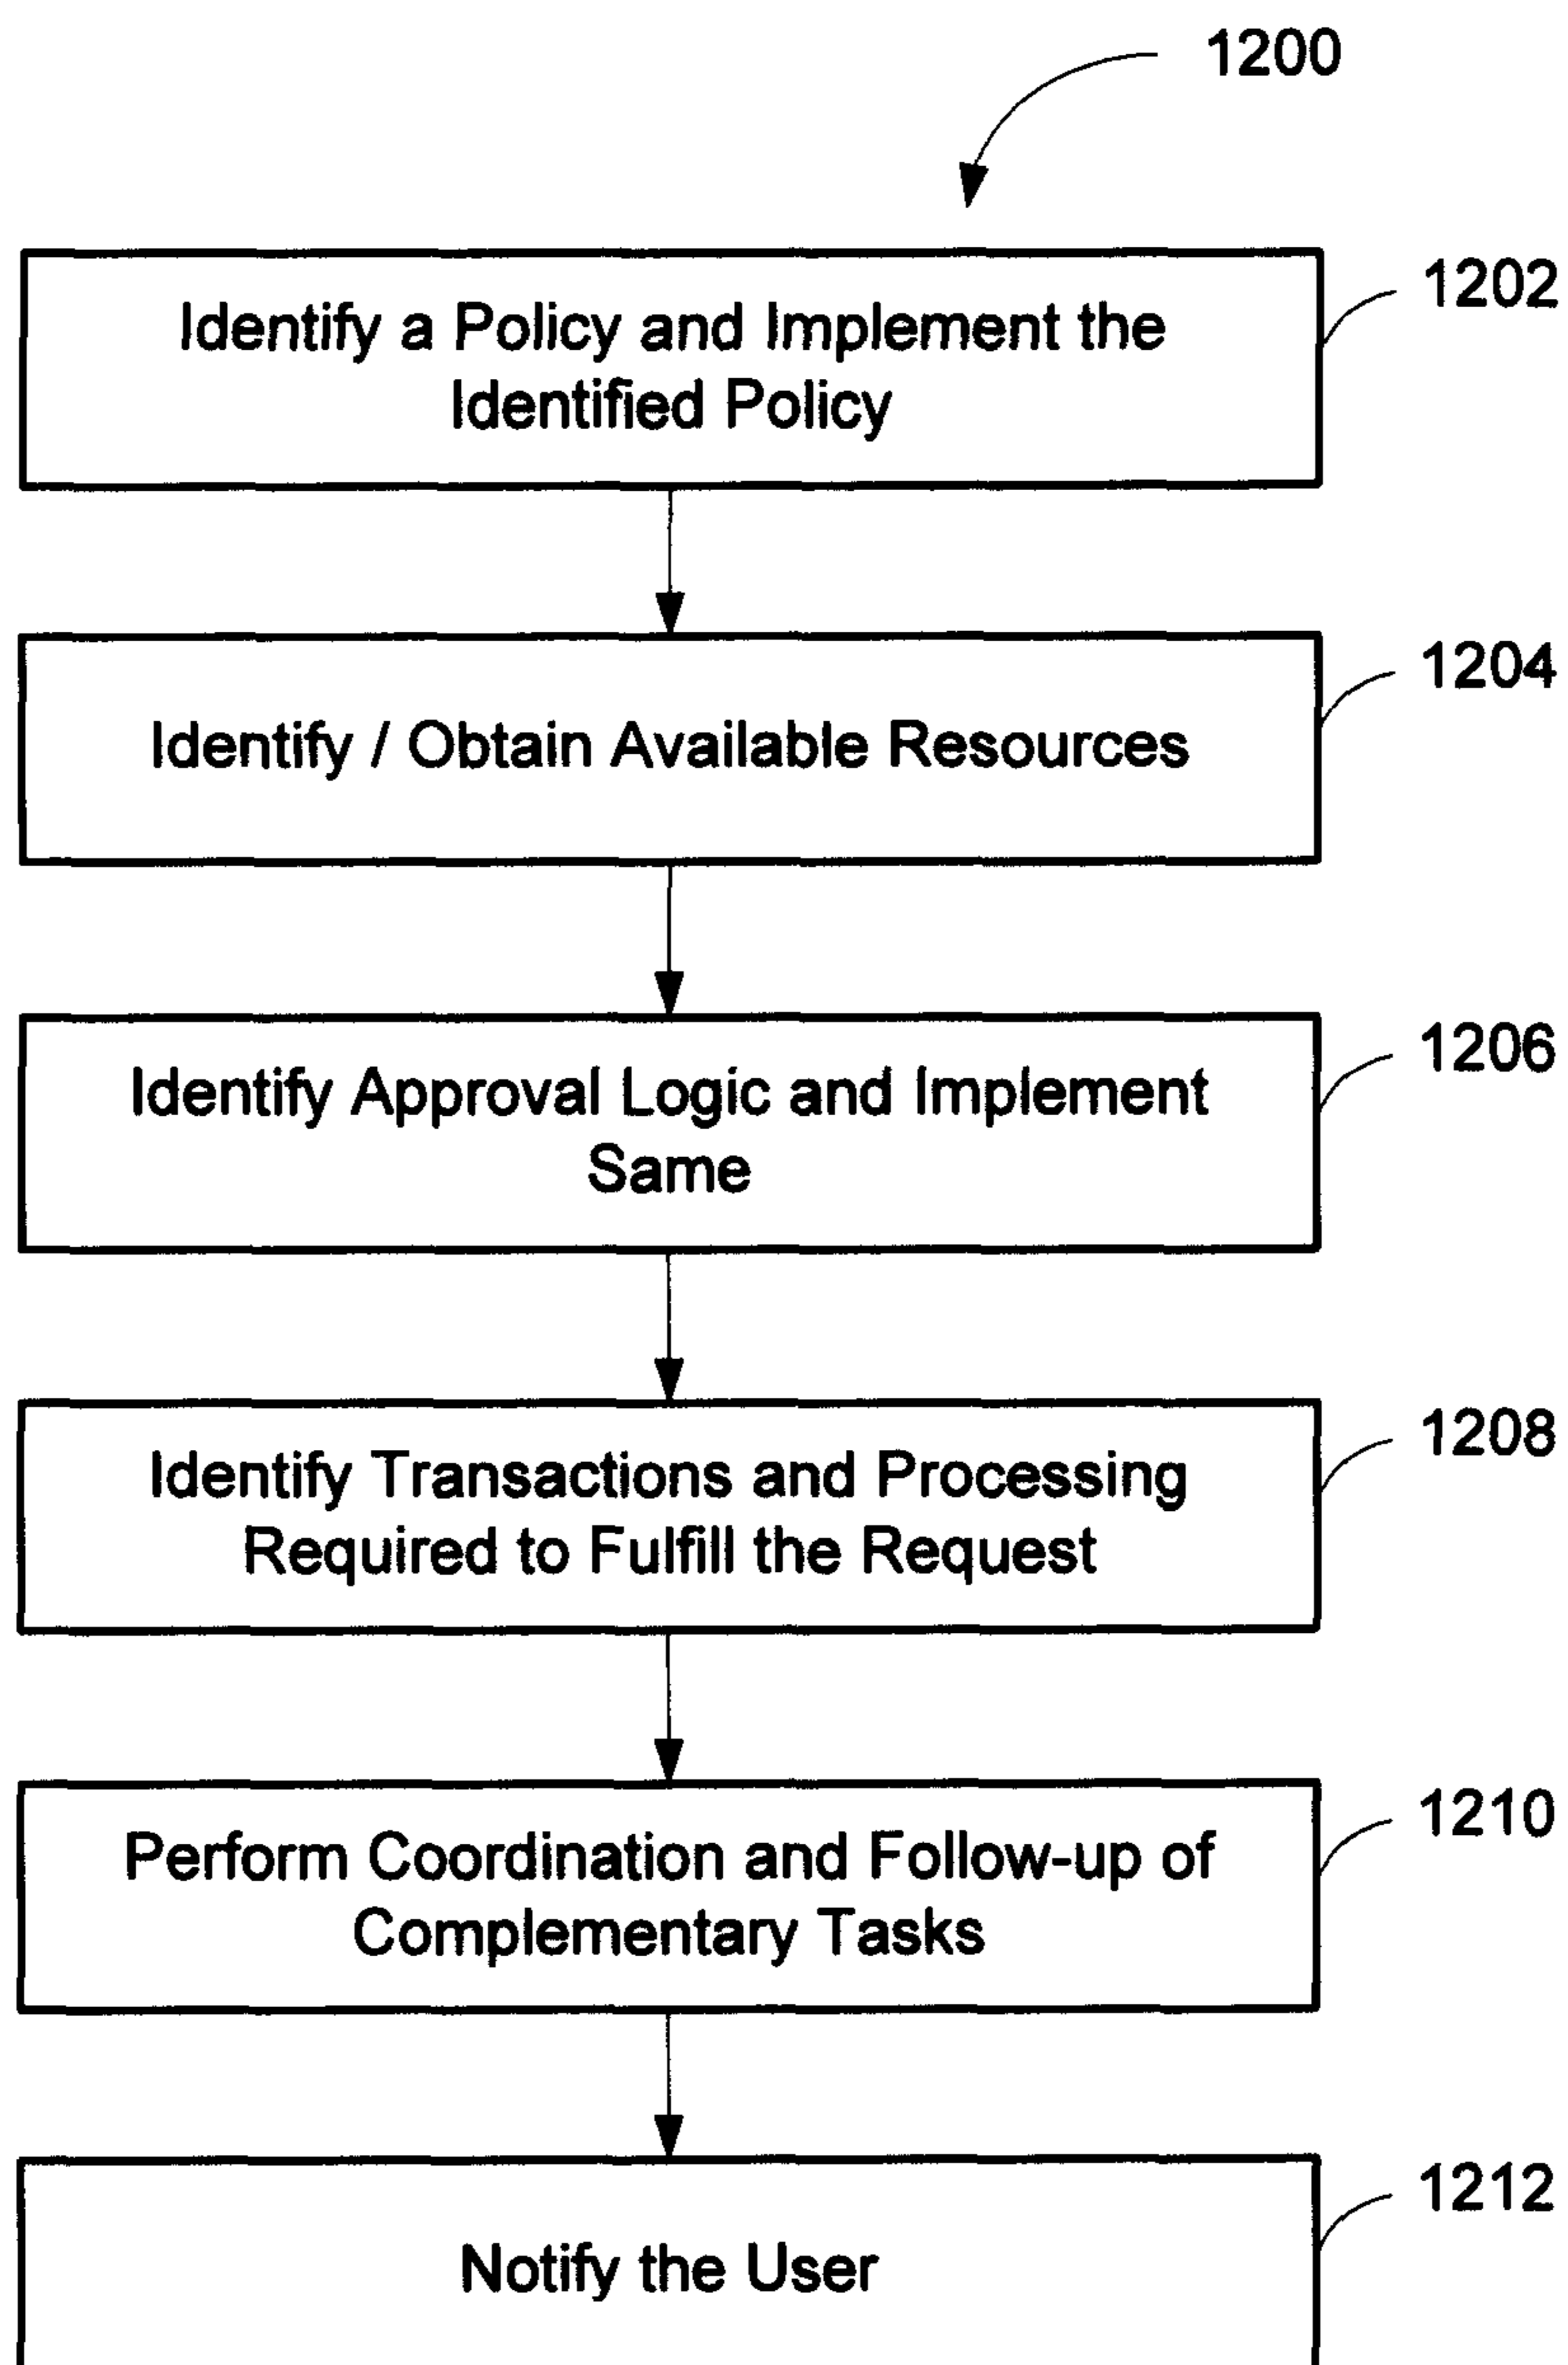 1200
1202
Identify a Policy and Implement the
Identified Policy
1204
Identify / Obtain Available Resources
1206
Identify Approval Logic and Implement
Same
1208
Identify Transactions and Processing
Required to Fulfill the Request
1210
Perform Coordination and Follow-up of
Complementary Tasks
1212
Notify the User